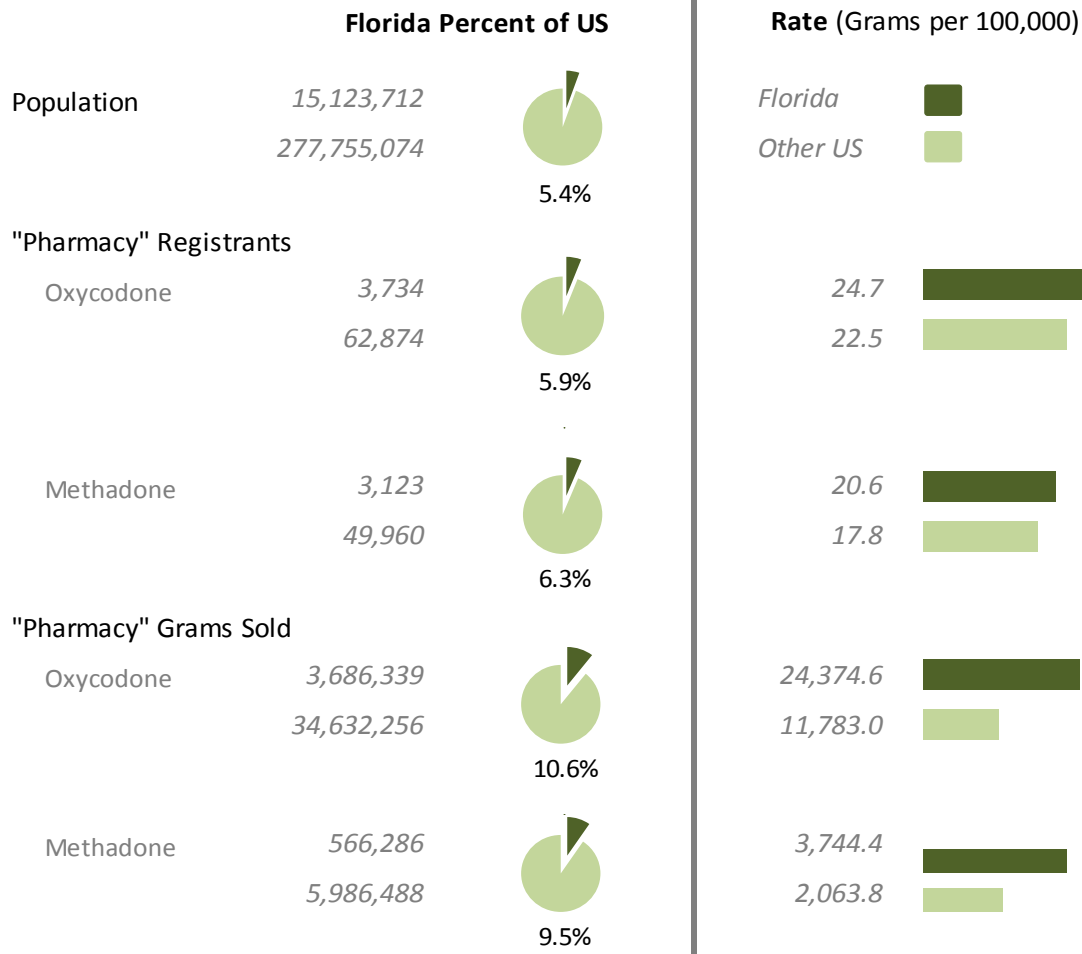 Florida Percent of US Rate (Grams per 100,000)
Population 15,123,712 Florida
277,755,074 Other US
5.4%
"Pharmacy" Registrants
Oxycodone 3,734 24.7
62,874 22.5
5.9%
Methadone 3,123 20.6
49,960 17.8
6.3%
"Pharmacy" Grams Sold
Oxycodone 3,686,339 24,374.6
34,632,256 11,783.0
10.6%
Methadone 566,286 3,744.4
5,986,488 2,063.8
9.5%